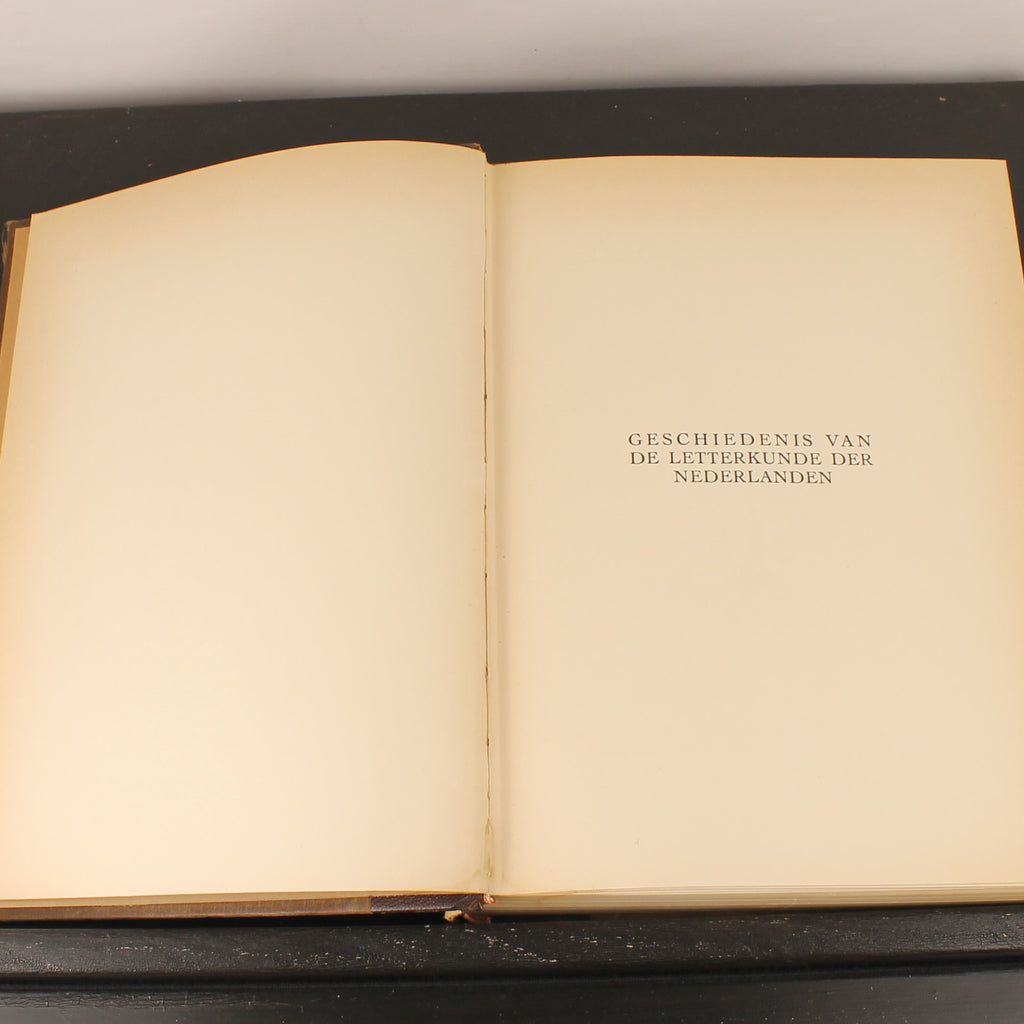 GESCHIEDENIS VAN
DE LETTERKUNDE DER
NEDERLANDEN